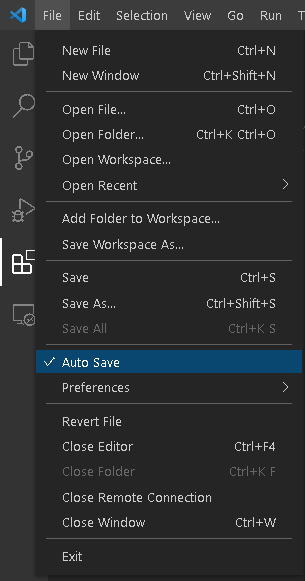 File Edit Selection View Go Run T
New File Ctrl+N
New Window Ctrl+Shift+N
Open File... Ctrl+O
Open Folder... Ctrl+K Ctrl+O
Open Workspace...
Open Recent
Add Folder to Workspace...
Save Workspace As...
Save Ctrl+S
Save As... Ctrl+Shift+S
Save All Ctrl+K S
Auto Save
Preferences
Revert File
Close Editor Ctrl+F4
Close Folder Ctrl+K F
Close Remote Connection
Close Window Ctrl+W
Exit